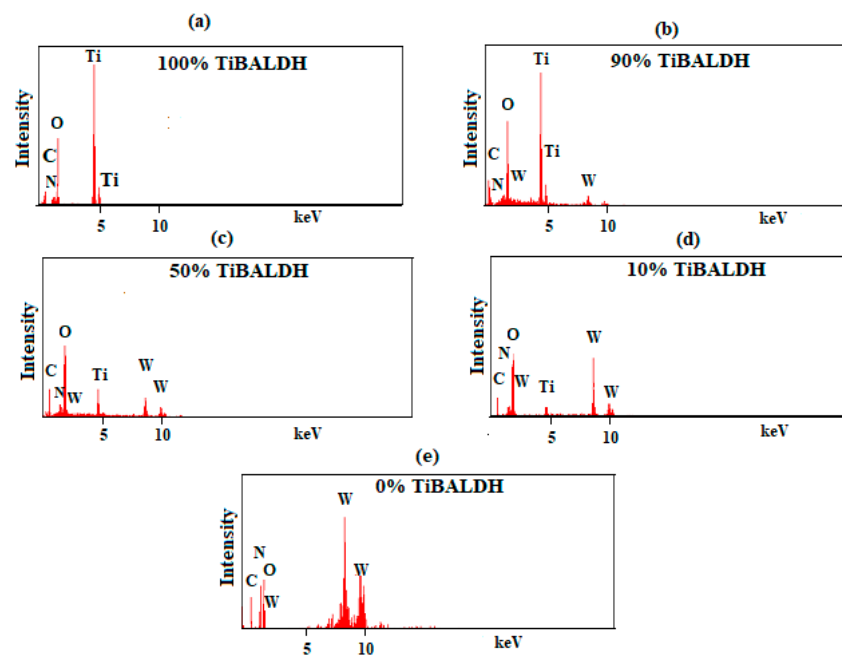 (a)
100% TiBALDH
Intensity
Ti
O
C
N
Ti
5 10
keV
(b)
90% TiBALDH
Intensity
Ti
O
C
Ti
N W
W
5 10
keV
(c)
50% TiBALDH
Intensity
O
C
Ti
W
N W
W
5 10
keV
(d)
10% TiBALDH
Intensity
O
W
N
C W
Ti
W
5 10
keV
(e)
0% TiBALDH
Intensity
W
N
O
C
W
W
5 10
keV